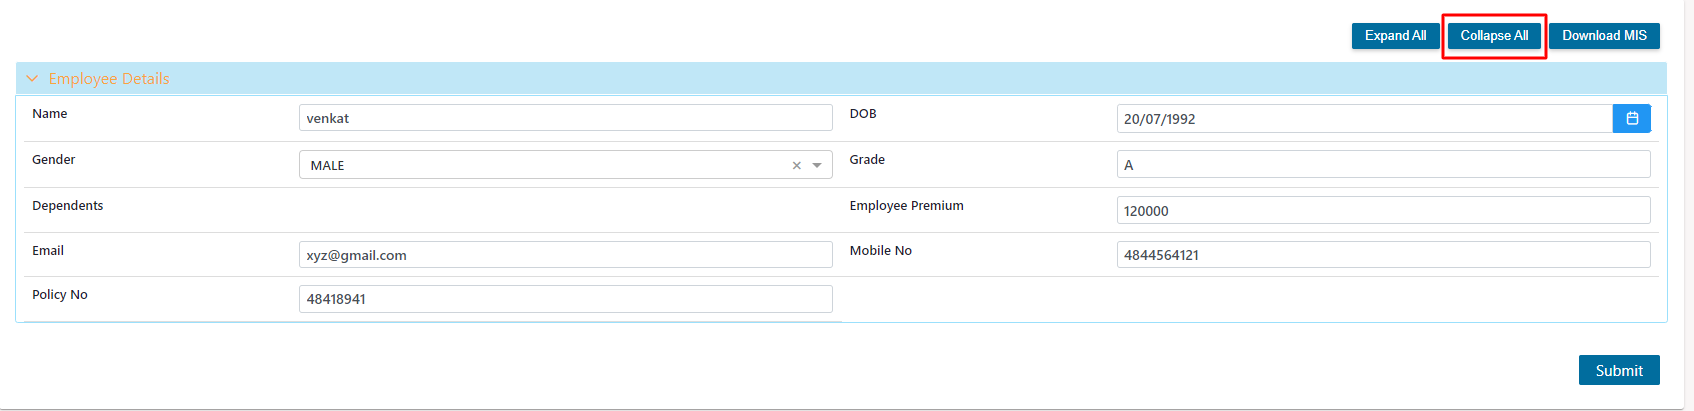 Expand All Collapse All Download MIS
Employee Details
Name venkat DOB 20/07/1992
Gender MALE Grade A
Dependents Employee Premium 120000
Email xyz@gmail.com Mobile No 4844564121
Policy No 48418941
Submit